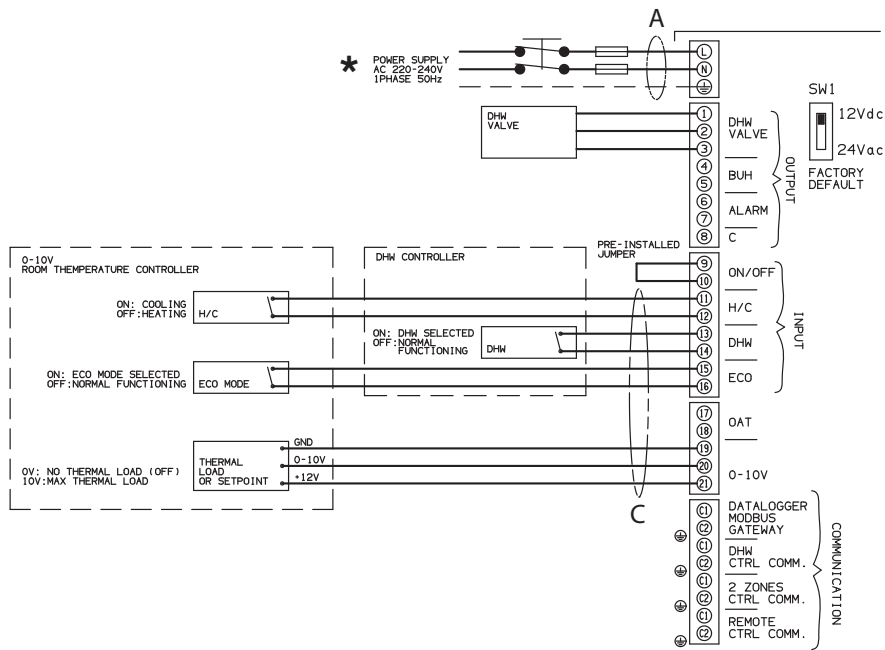 A
*
POWER SUPPLY
AC 220-240V
1PHASE 50Hz
L
N
SW1
12Vdc
24Vac
FACTORY
DEFAULT
DHW
VALVE
1
2
3
4
5
6
7
8
DHW
VALVE
BUH
ALARM
C
OUTPUT
0-10V
ROOM THEMPERATURE CONTROLLER
DHW CONTROLLER
PRE-INSTALLED
JUMPER
9
10
ON/OFF
ON: COOLING
OFF:HEATING
H/C
11
12
H/C
ON: DHW SELECTED
OFF:NORMAL
FUNCTIONING
DHW
13
14
DHW
INPUT
ON: ECO MODE SELECTED
OFF:NORMAL FUNCTIONING
ECO MODE
15
16
ECO
17
18
OAT
0V: NO THERMAL LOAD (OFF)
10V:MAX THERMAL LOAD
THERMAL
LOAD
OR SETPOINT
GND
0-10V
+12V
19
20
21
0-10V
C
C1
C2
DATALOGGER
MODBUS
GATEWAY
C1
C2
DHW
CTRL COMM.
C1
C2
2 ZONES
CTRL COMM.
C1
C2
REMOTE
CTRL COMM.
COMMUNICATION